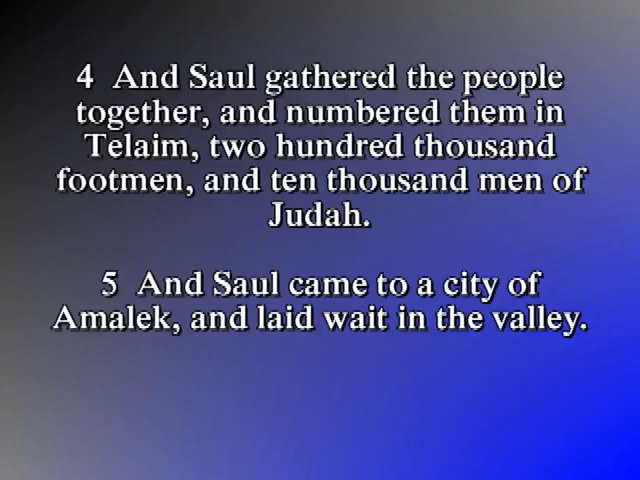 4 And Saul gathered the people
together, and numbered them in
Telaim, two hundred thousand
footmen, and ten thousand men of
Judah.
5 And Saul came to a city of
Amalek, and laid wait in the valley.